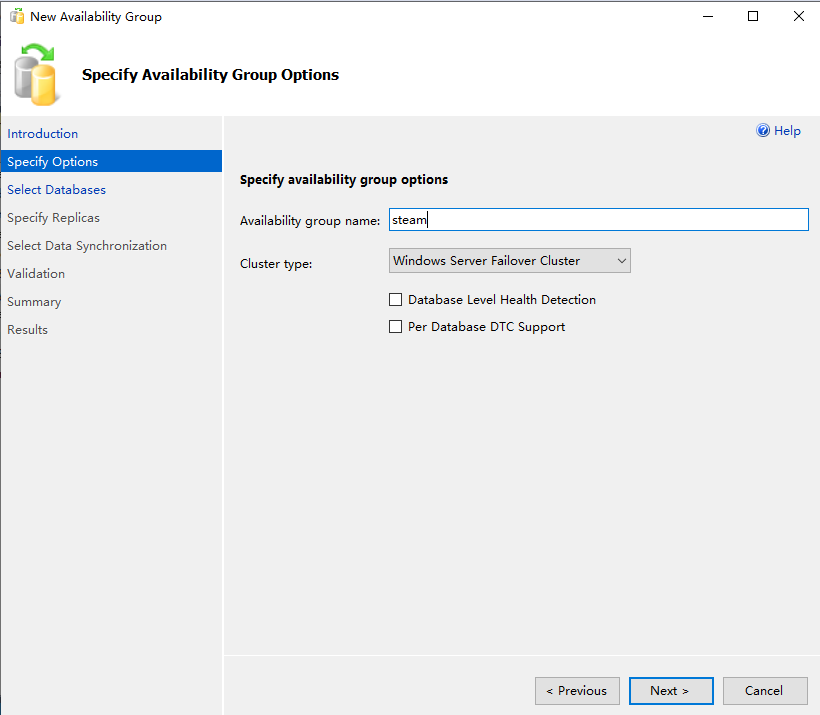 New Availability Group
Specify Availability Group Options
Introduction
Specify Options
Select Databases
Specify Replicas
Select Data Synchronization
Validation
Summary
Results
Help
Specify availability group options
Availability group name: steam
Cluster type: Windows Server Failover Cluster
Database Level Health Detection
Per Database DTC Support
< Previous Next > Cancel